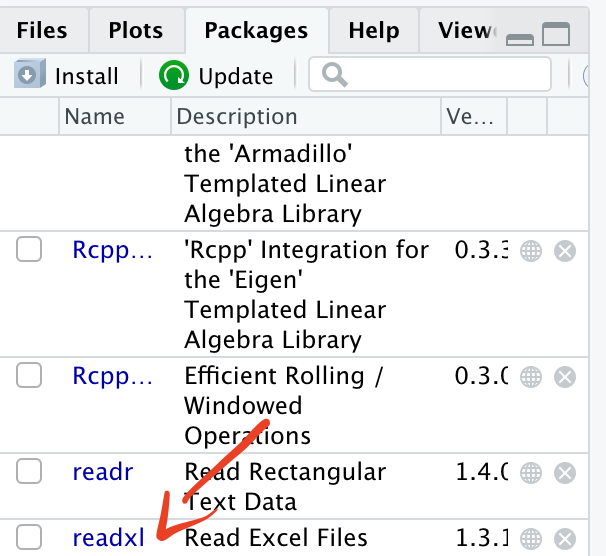 Files Plots Packages Help View
Install Update
Name Description Ve...
the 'Armadillo'
Templated Linear
Algebra Library
Rcpp... 'Rcpp' Integration for 0.3.3
the 'Eigen'
Templated Linear
Algebra Library
Rcpp... Efficient Rolling / 0.3.0
Windowed
Operations
readr Read Rectangular 1.4.0
Text Data
readxl Read Excel Files 1.3.1